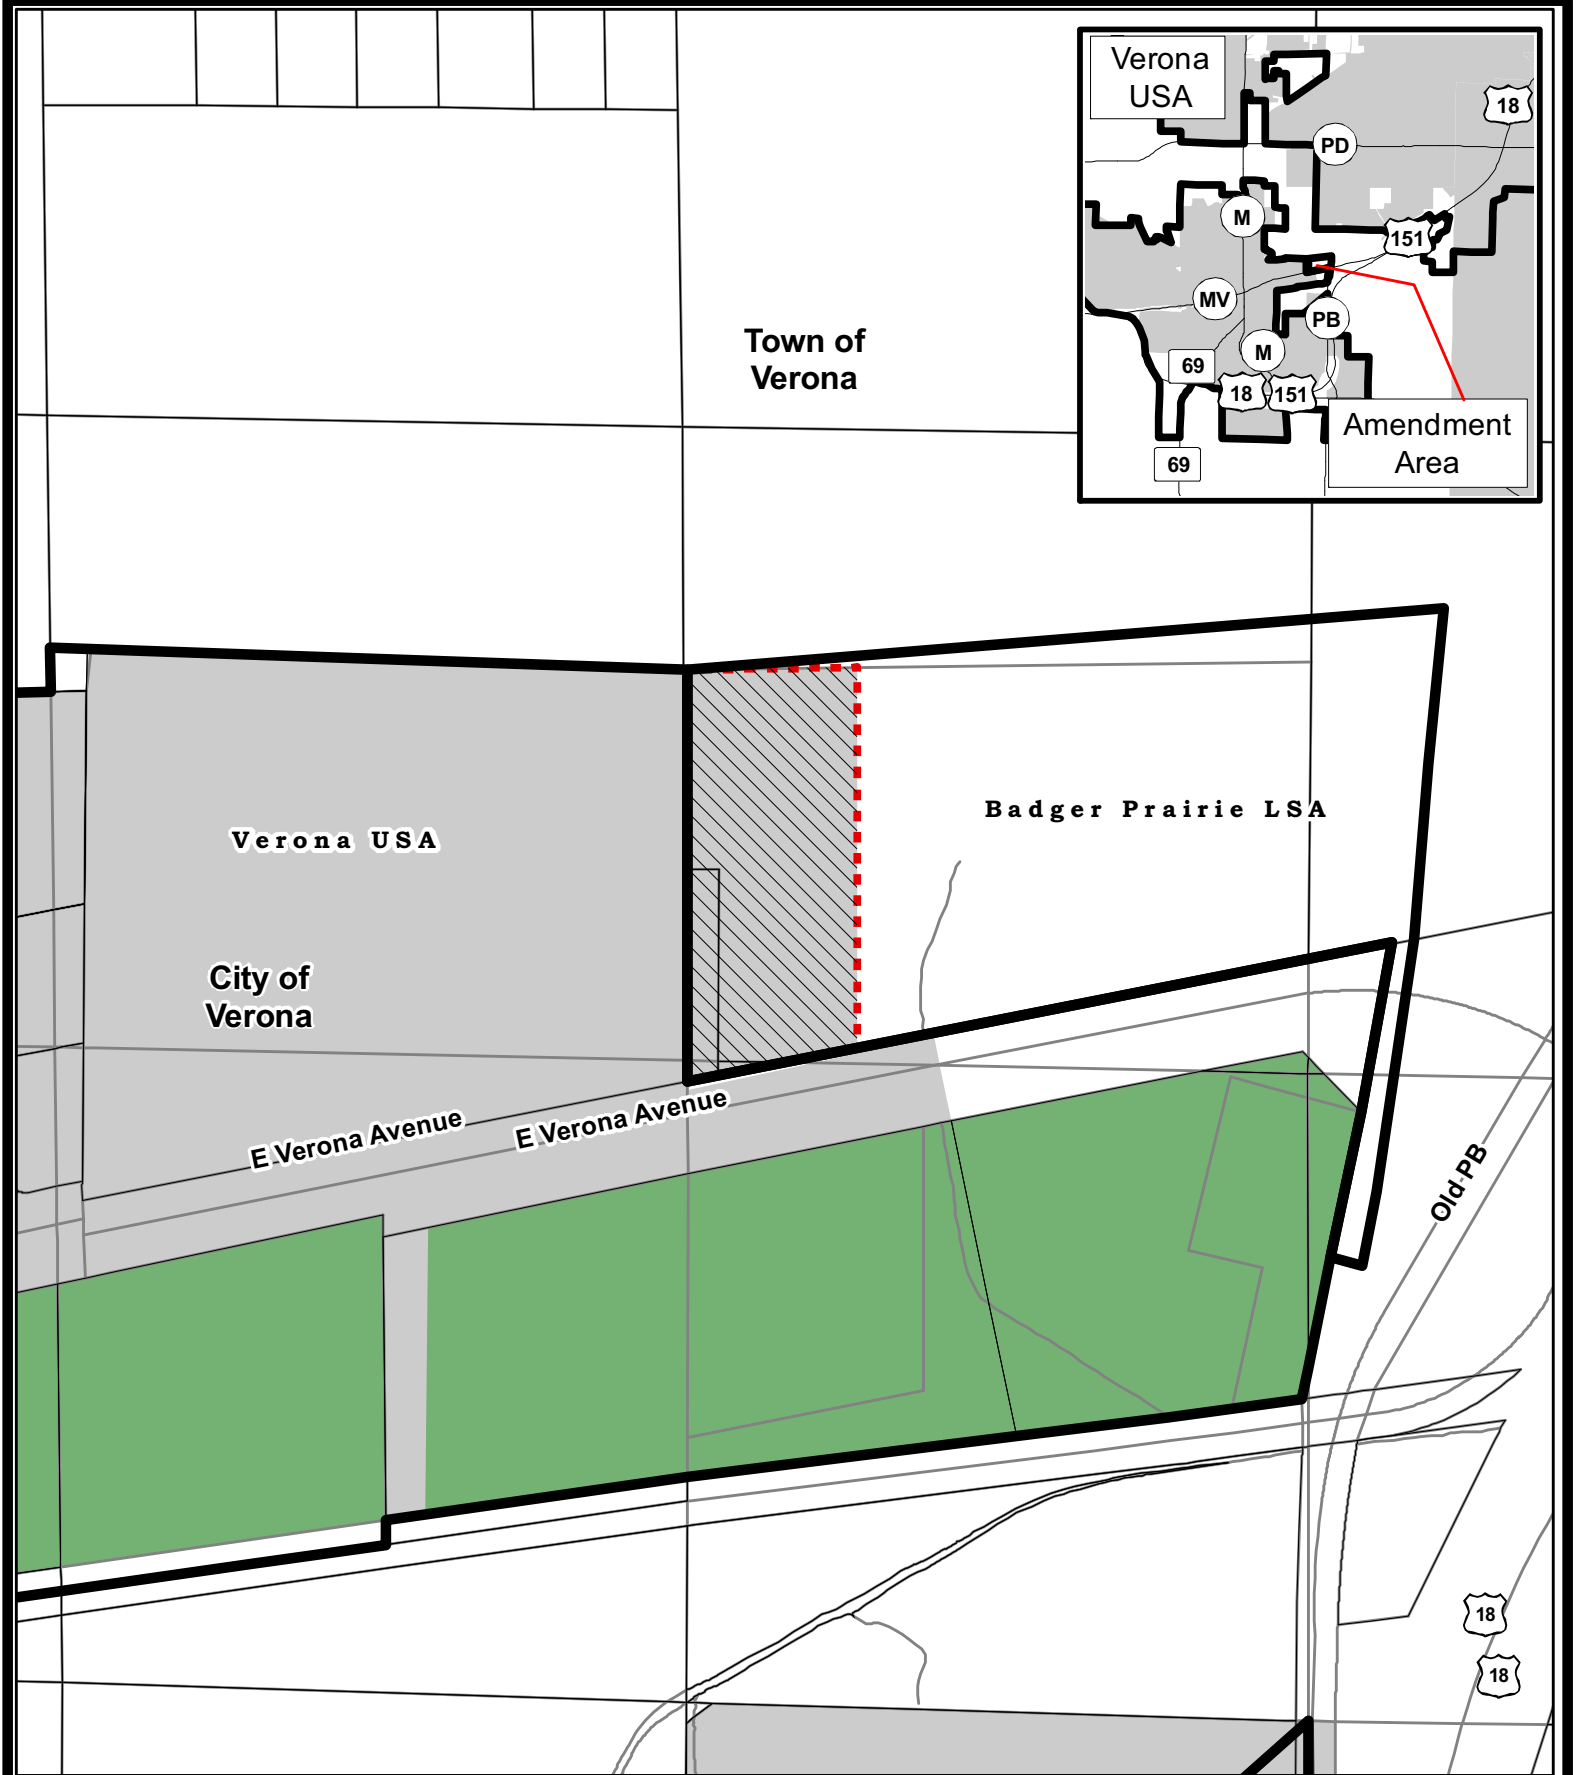 Verona
USA
18
PD
M
151
MV
PB
M
69
18
151
Amendment
Area
69
Town of
Verona
Badger Prairie LSA
Verona USA
City of
Verona
E Verona Avenue
E Verona Avenue
Old PB
18
18